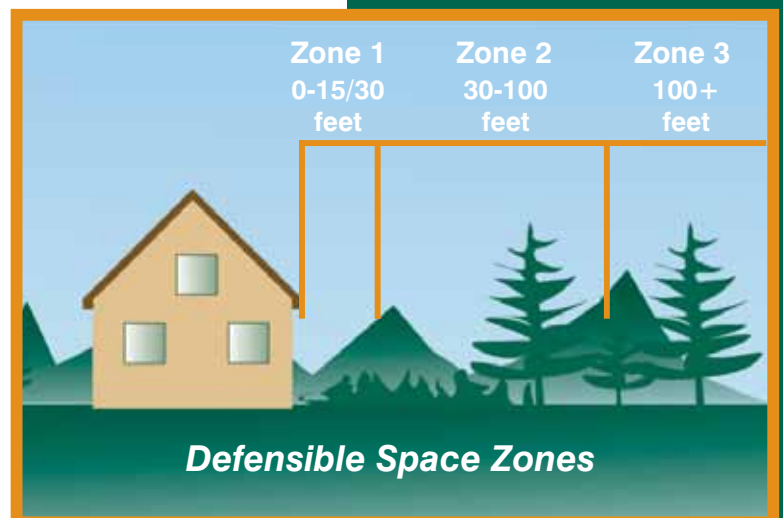 Zone 1
0-15/30
feet
Zone 2
30-100
feet
Zone 3
100+
feet
Defensible Space Zones